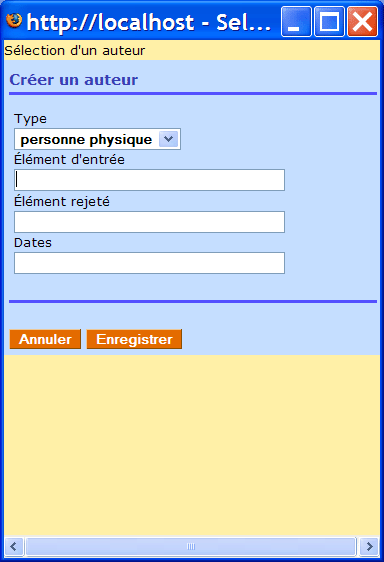 http://localhost - Sel...
Sélection d'un auteur
Créer un auteur
Type
personne physique
Élément d'entrée
Élément rejeté
Dates
Annuler Enregistrer